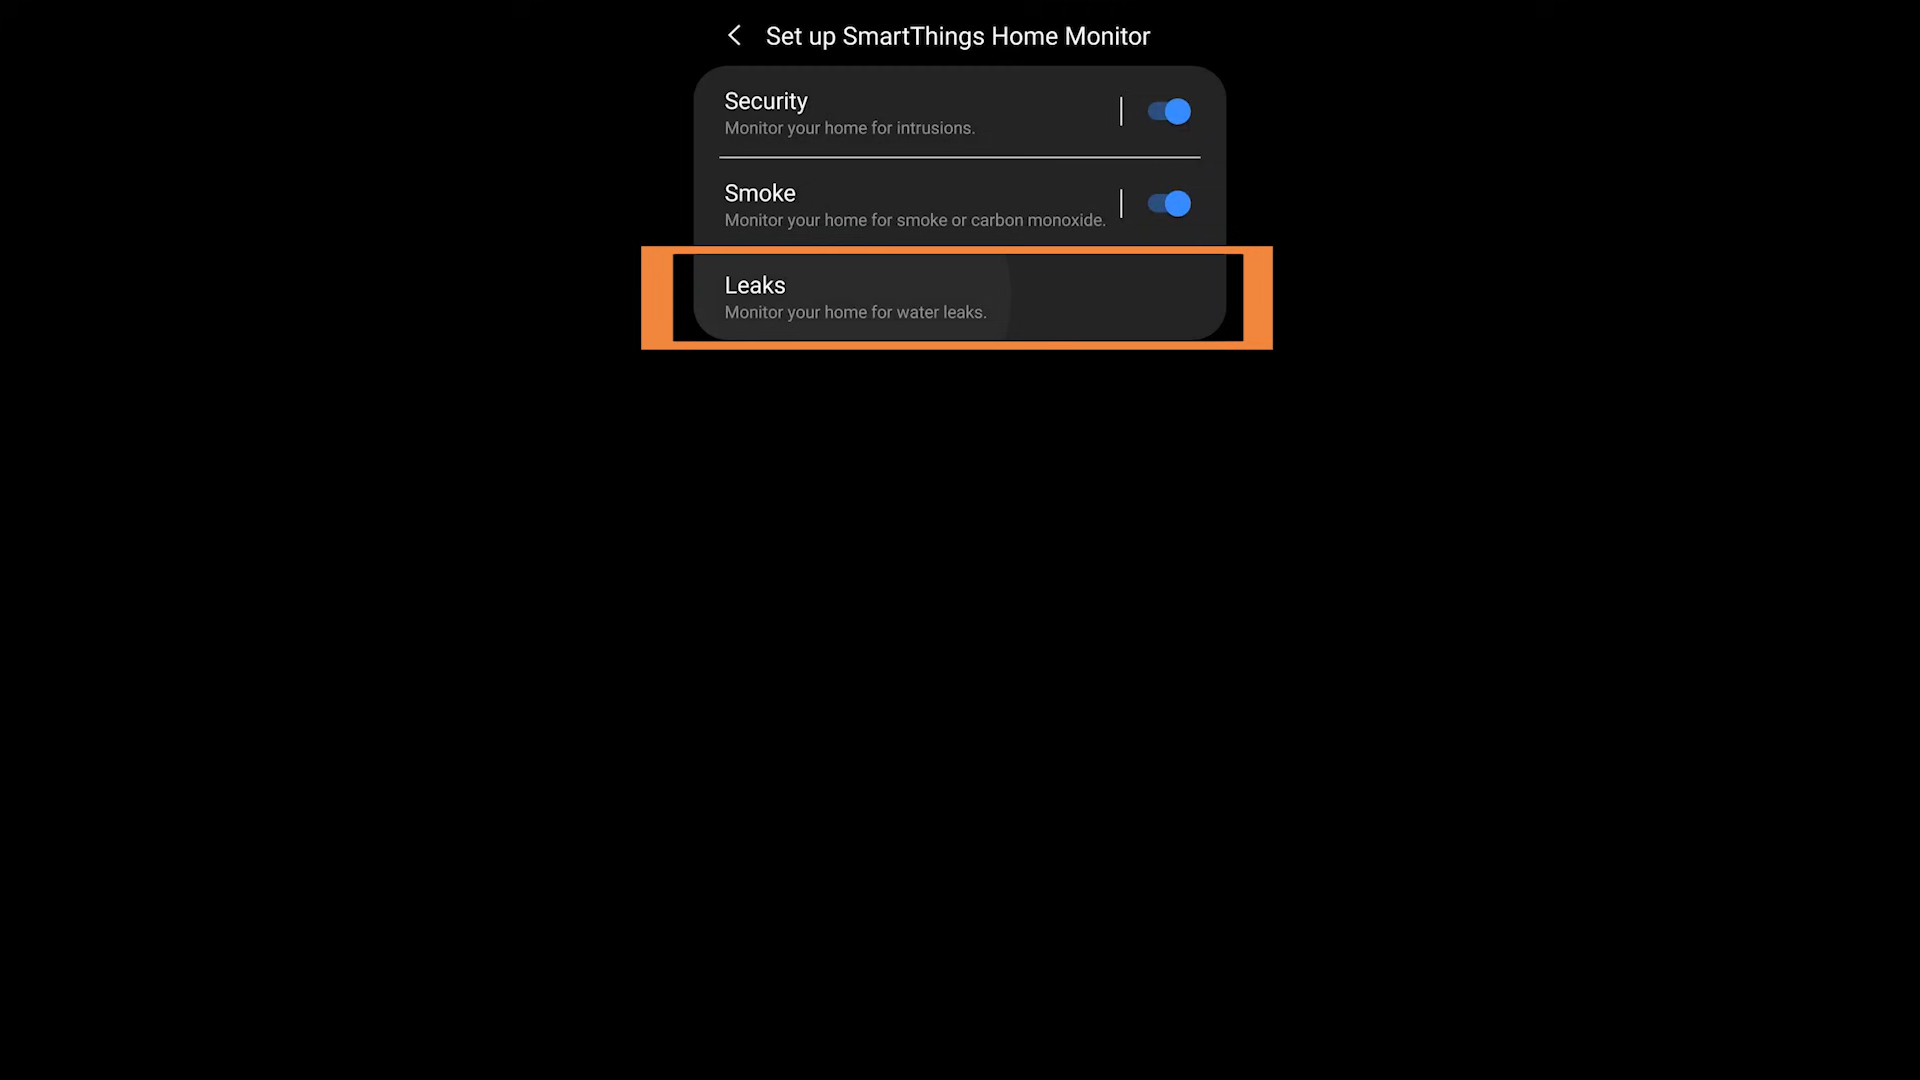 Set up SmartThings Home Monitor
Security
Monitor your home for intrusions.
Smoke
Monitor your home for smoke or carbon monoxide.
Leaks
Monitor your home for water leaks.